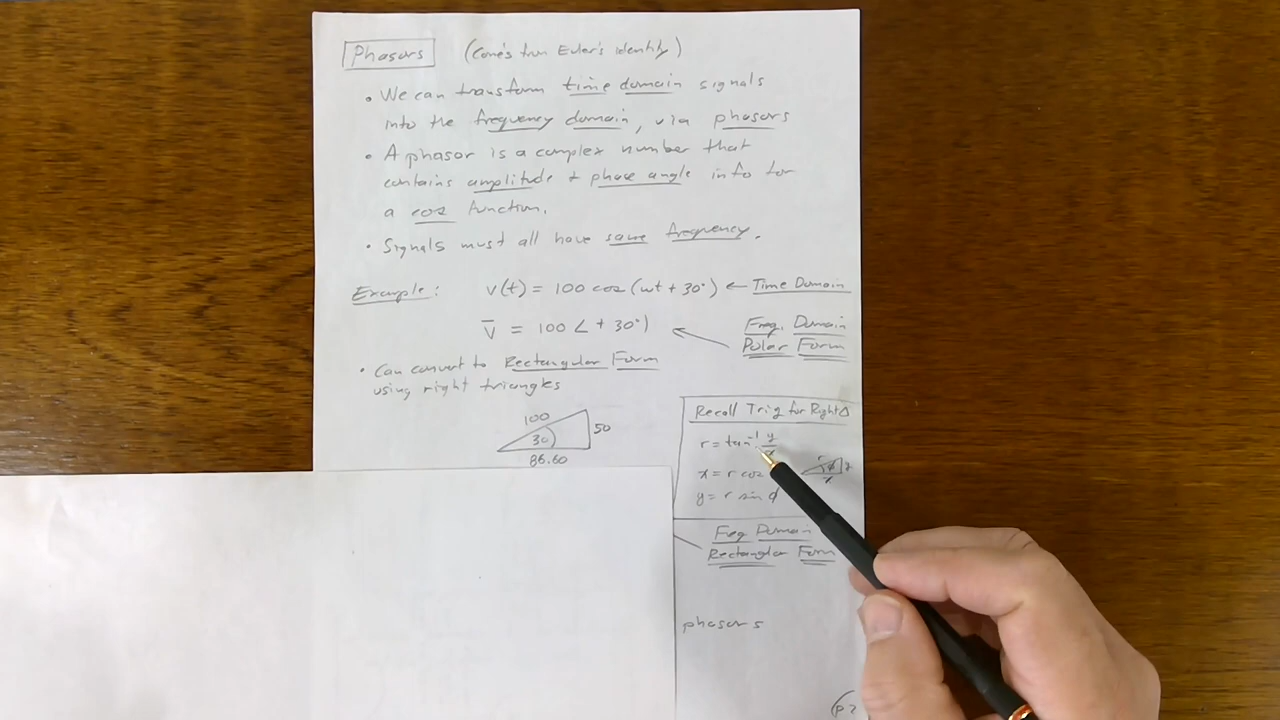 Phasors (Comes from Euler's identity)
• We can transform time domain signals
into the frequency domain, via phasors
• A phasor is a complex number that
contains amplitude + phase angle info for
a cos function.
• Signals must all have same frequency.
Example: v(t) = 100 cos (ωt + 30°) ← Time Domain
V̅ = 100 ∠ + 30°)
Freq. Domain
Polar Form
• Can convert to Rectangular Form
using right triangles
100
30
50
86.60
Recall Trig for Right Δ
r = tan⁻¹ y/x
x = r cos
y = r sin φ
r φ y
x
Freq Domain
Rectangular Form
phasors
(p2